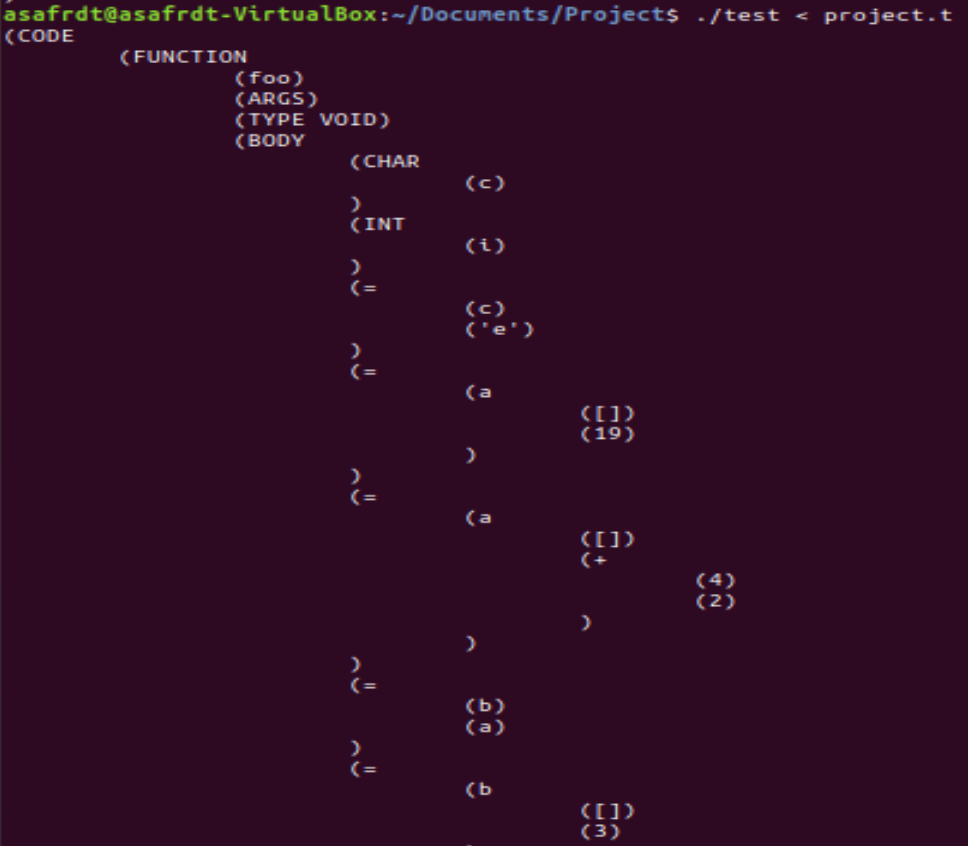 asafrdt@asafrdt-VirtualBox:~/Documents/Project$ ./test < project.t
(CODE
(FUNCTION
(foo)
(ARGS)
(TYPE VOID)
(BODY
(CHAR
(c)
)
(INT
(i)
)
(=
(c)
('e')
)
(=
(a
([])
(19)
)
)
(=
(a
([])
(+
(4)
(2)
)
)
)
(=
(b)
(a)
)
(=
(b
([])
(3)